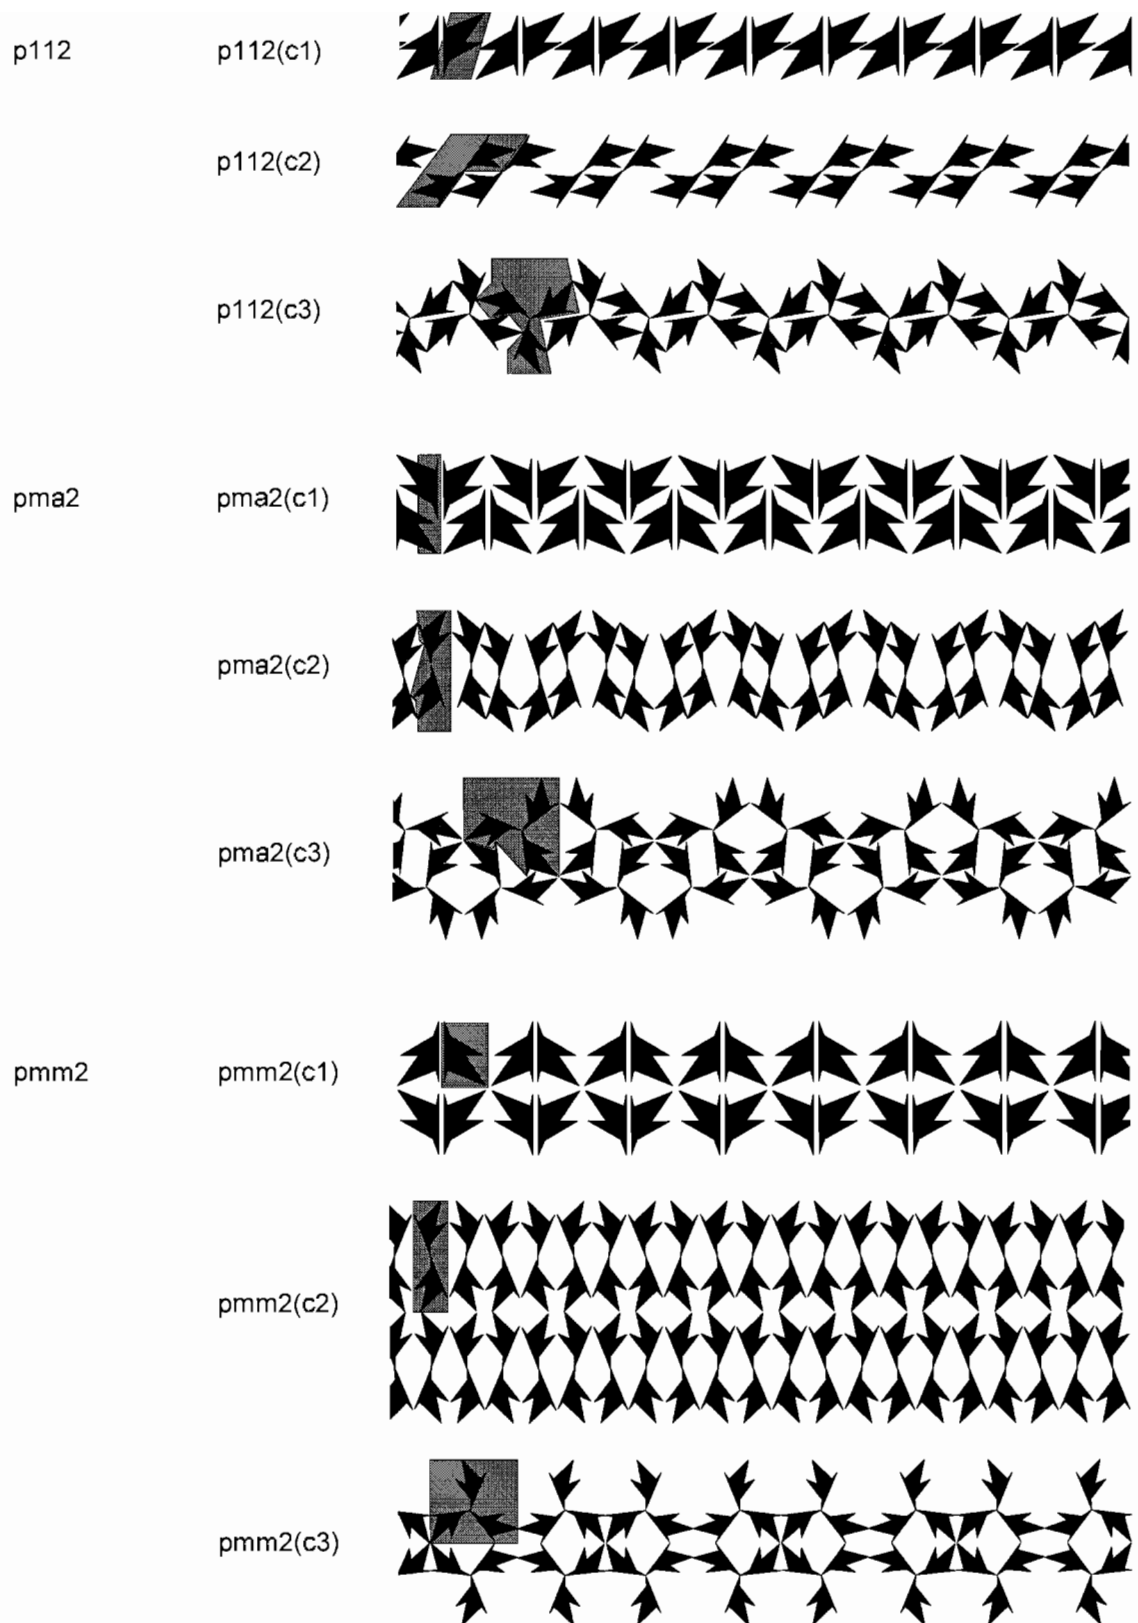 p112 p112(c1)
p112(c2)
p112(c3)
pma2 pma2(c1)
pma2(c2)
pma2(c3)
pmm2 pmm2(c1)
pmm2(c2)
pmm2(c3)